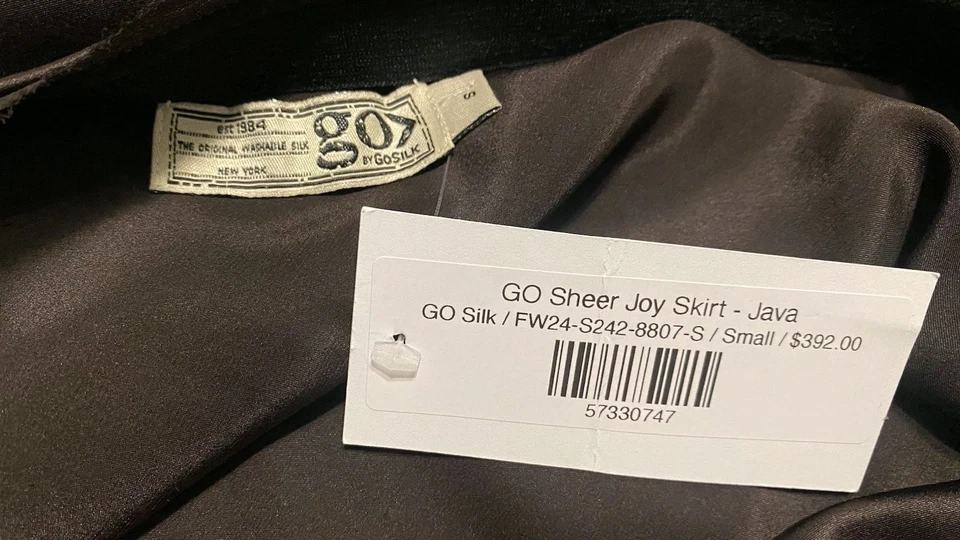 est 1984
THE ORIGINAL WASHABLE SILK
NEW YORK
go>
go
BY GOSILK
S
GO Sheer Joy Skirt - Java
GO Silk / FW24-S242-8807-S / Small / $392.00
57330747